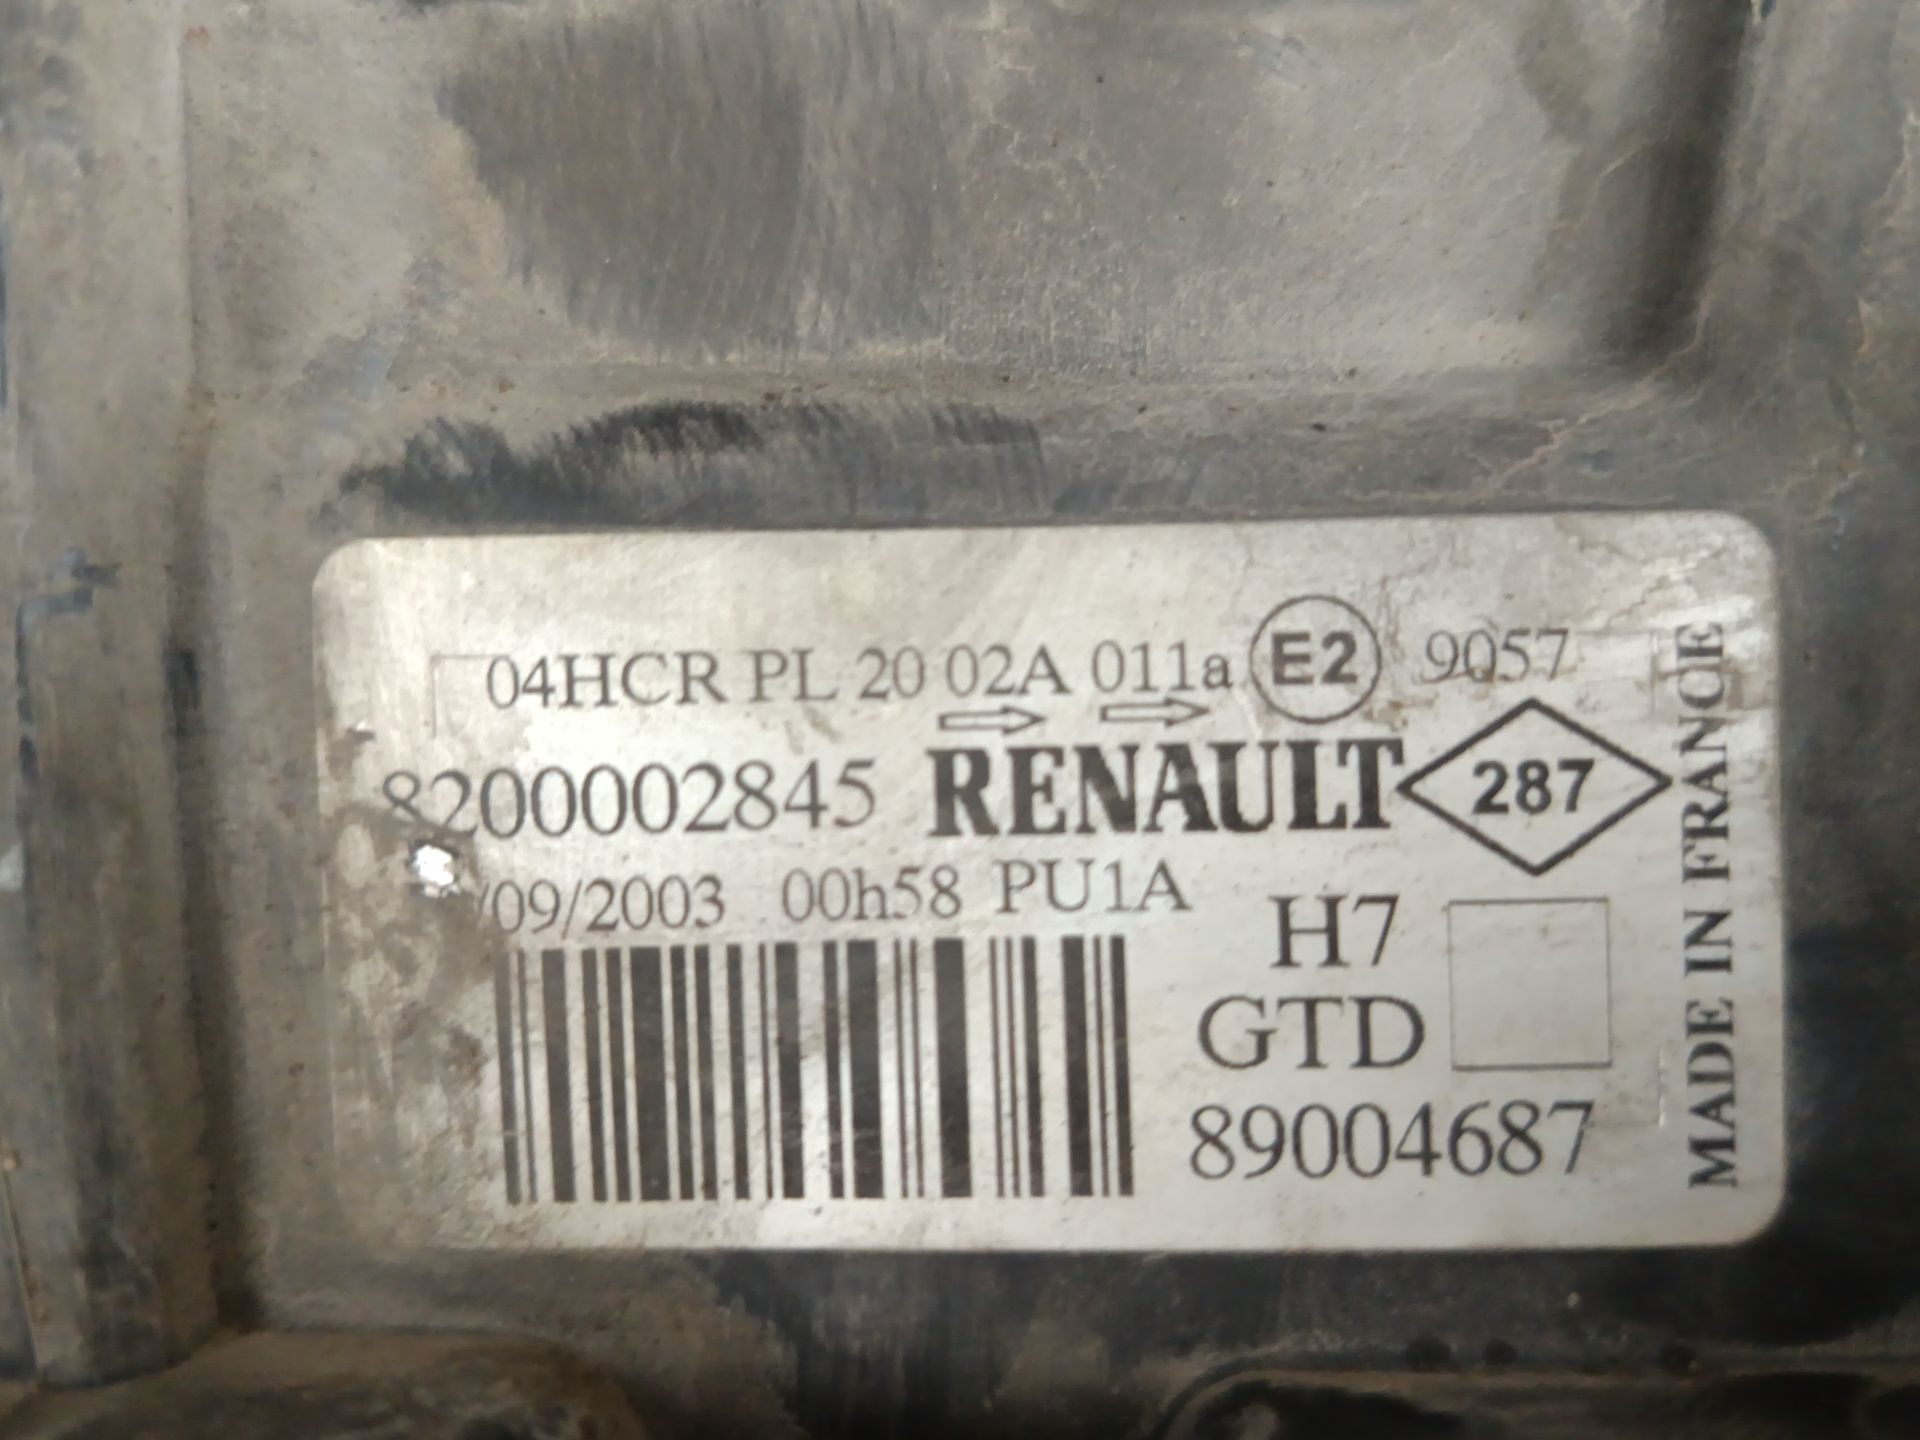 04HCR PL 20 02A 011a E2 9057
8200002845 RENAULT 287
/09/2003 00h58 PU1A
H7
GTD
89004687
MADE IN FRANCE